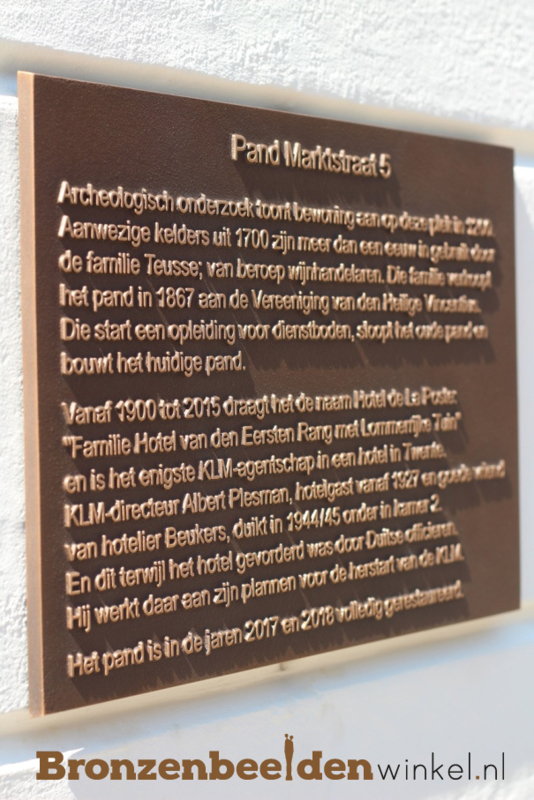 Pand Marktstraat 5
Archeologisch onderzoek toont bewoning aan op deze plek in 1200.
Aanwezige kelders uit 1700 zijn meer dan een eeuw in gebruik door
de familie Teusse; van beroep wijnhandelaren. Die familie verkoopt
het pand in 1867 aan de Vereeniging van den Heilige Vincentius.
Die start een opleiding voor dienstboden, sloopt het oude pand en
bouwt het huidige pand.
Vanaf 1900 tot 2015 draagt het de naam Hotel de La Poste:
"Familie Hotel van den Eersten Rang met Lommerrijke Tuin"
en is het enigste KLM-agentschap in een hotel in Twente.
KLM-directeur Albert Plesman, hotelgast vanaf 1927 en goede vriend
van hotelier Beukers, duikt in 1944/45 onder in kamer 2.
En dit terwijl het hotel gevorderd was door Duitse officieren.
Hij werkt daar aan zijn plannen voor de herstart van de KLM.
Het pand is in de jaren 2017 en 2018 volledig gerestaureerd.
Bronzenbeeldenwinkel.nl